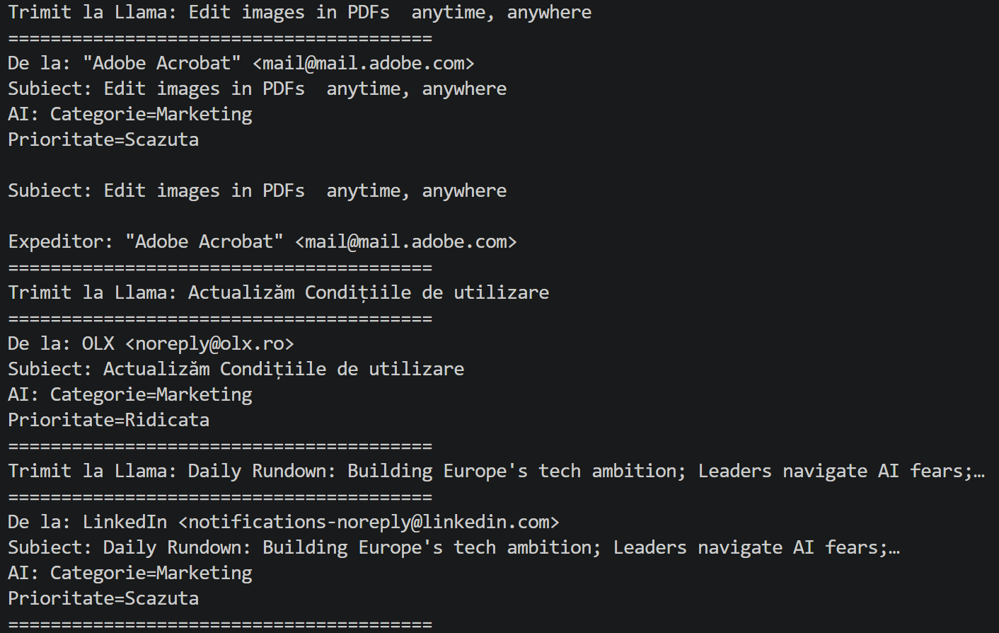 Trimit la Llama: Edit images in PDFs  anytime, anywhere
========================================
De la: "Adobe Acrobat" <mail@mail.adobe.com>
Subiect: Edit images in PDFs  anytime, anywhere
AI: Categorie=Marketing
Prioritate=Scazuta
Subiect: Edit images in PDFs  anytime, anywhere
Expeditor: "Adobe Acrobat" <mail@mail.adobe.com>
========================================
Trimit la Llama: Actualizăm Condițiile de utilizare
========================================
De la: OLX <noreply@olx.ro>
Subiect: Actualizăm Condițiile de utilizare
AI: Categorie=Marketing
Prioritate=Ridicata
========================================
Trimit la Llama: Daily Rundown: Building Europe's tech ambition; Leaders navigate AI fears;…
========================================
De la: LinkedIn <notifications-noreply@linkedin.com>
Subiect: Daily Rundown: Building Europe's tech ambition; Leaders navigate AI fears;…
AI: Categorie=Marketing
Prioritate=Scazuta
========================================